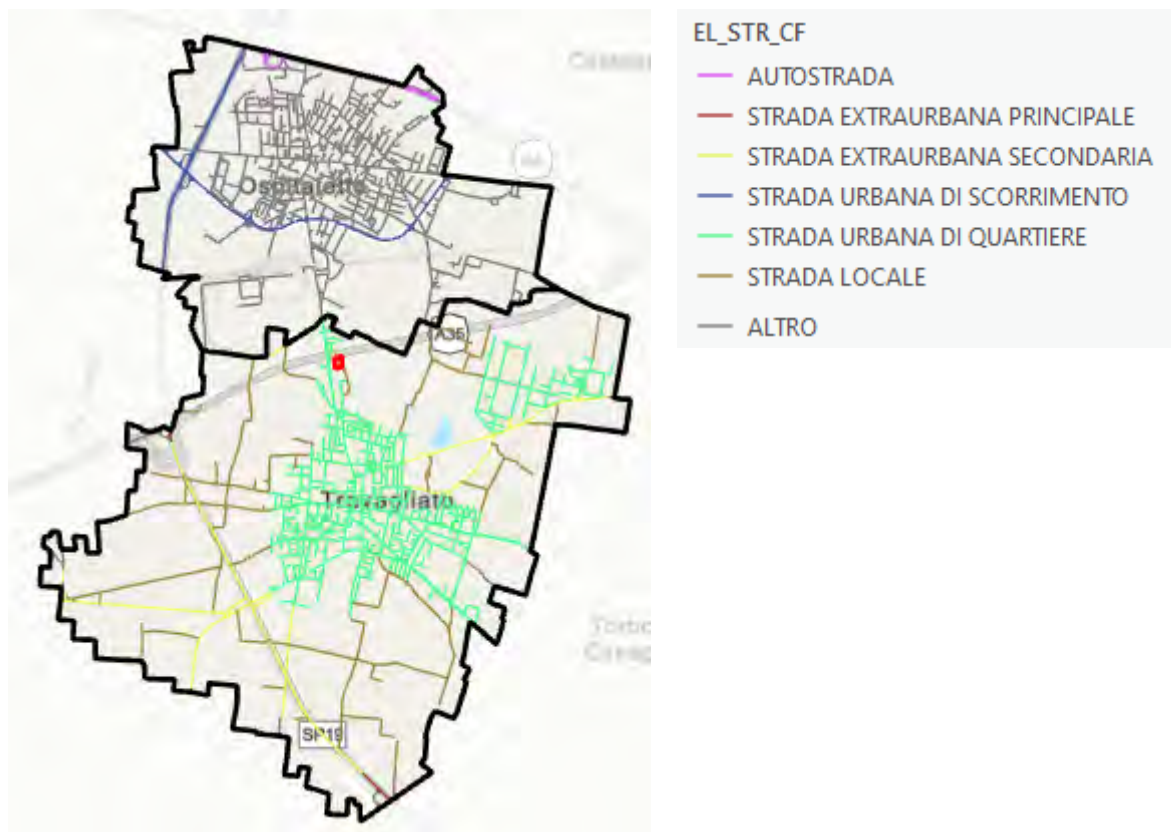 Ospitaletto
A35
Travagliato
SP19
EL_STR_CF
AUTOSTRADA
STRADA EXTRAURBANA PRINCIPALE
STRADA EXTRAURBANA SECONDARIA
STRADA URBANA DI SCORRIMENTO
STRADA URBANA DI QUARTIERE
STRADA LOCALE
ALTRO